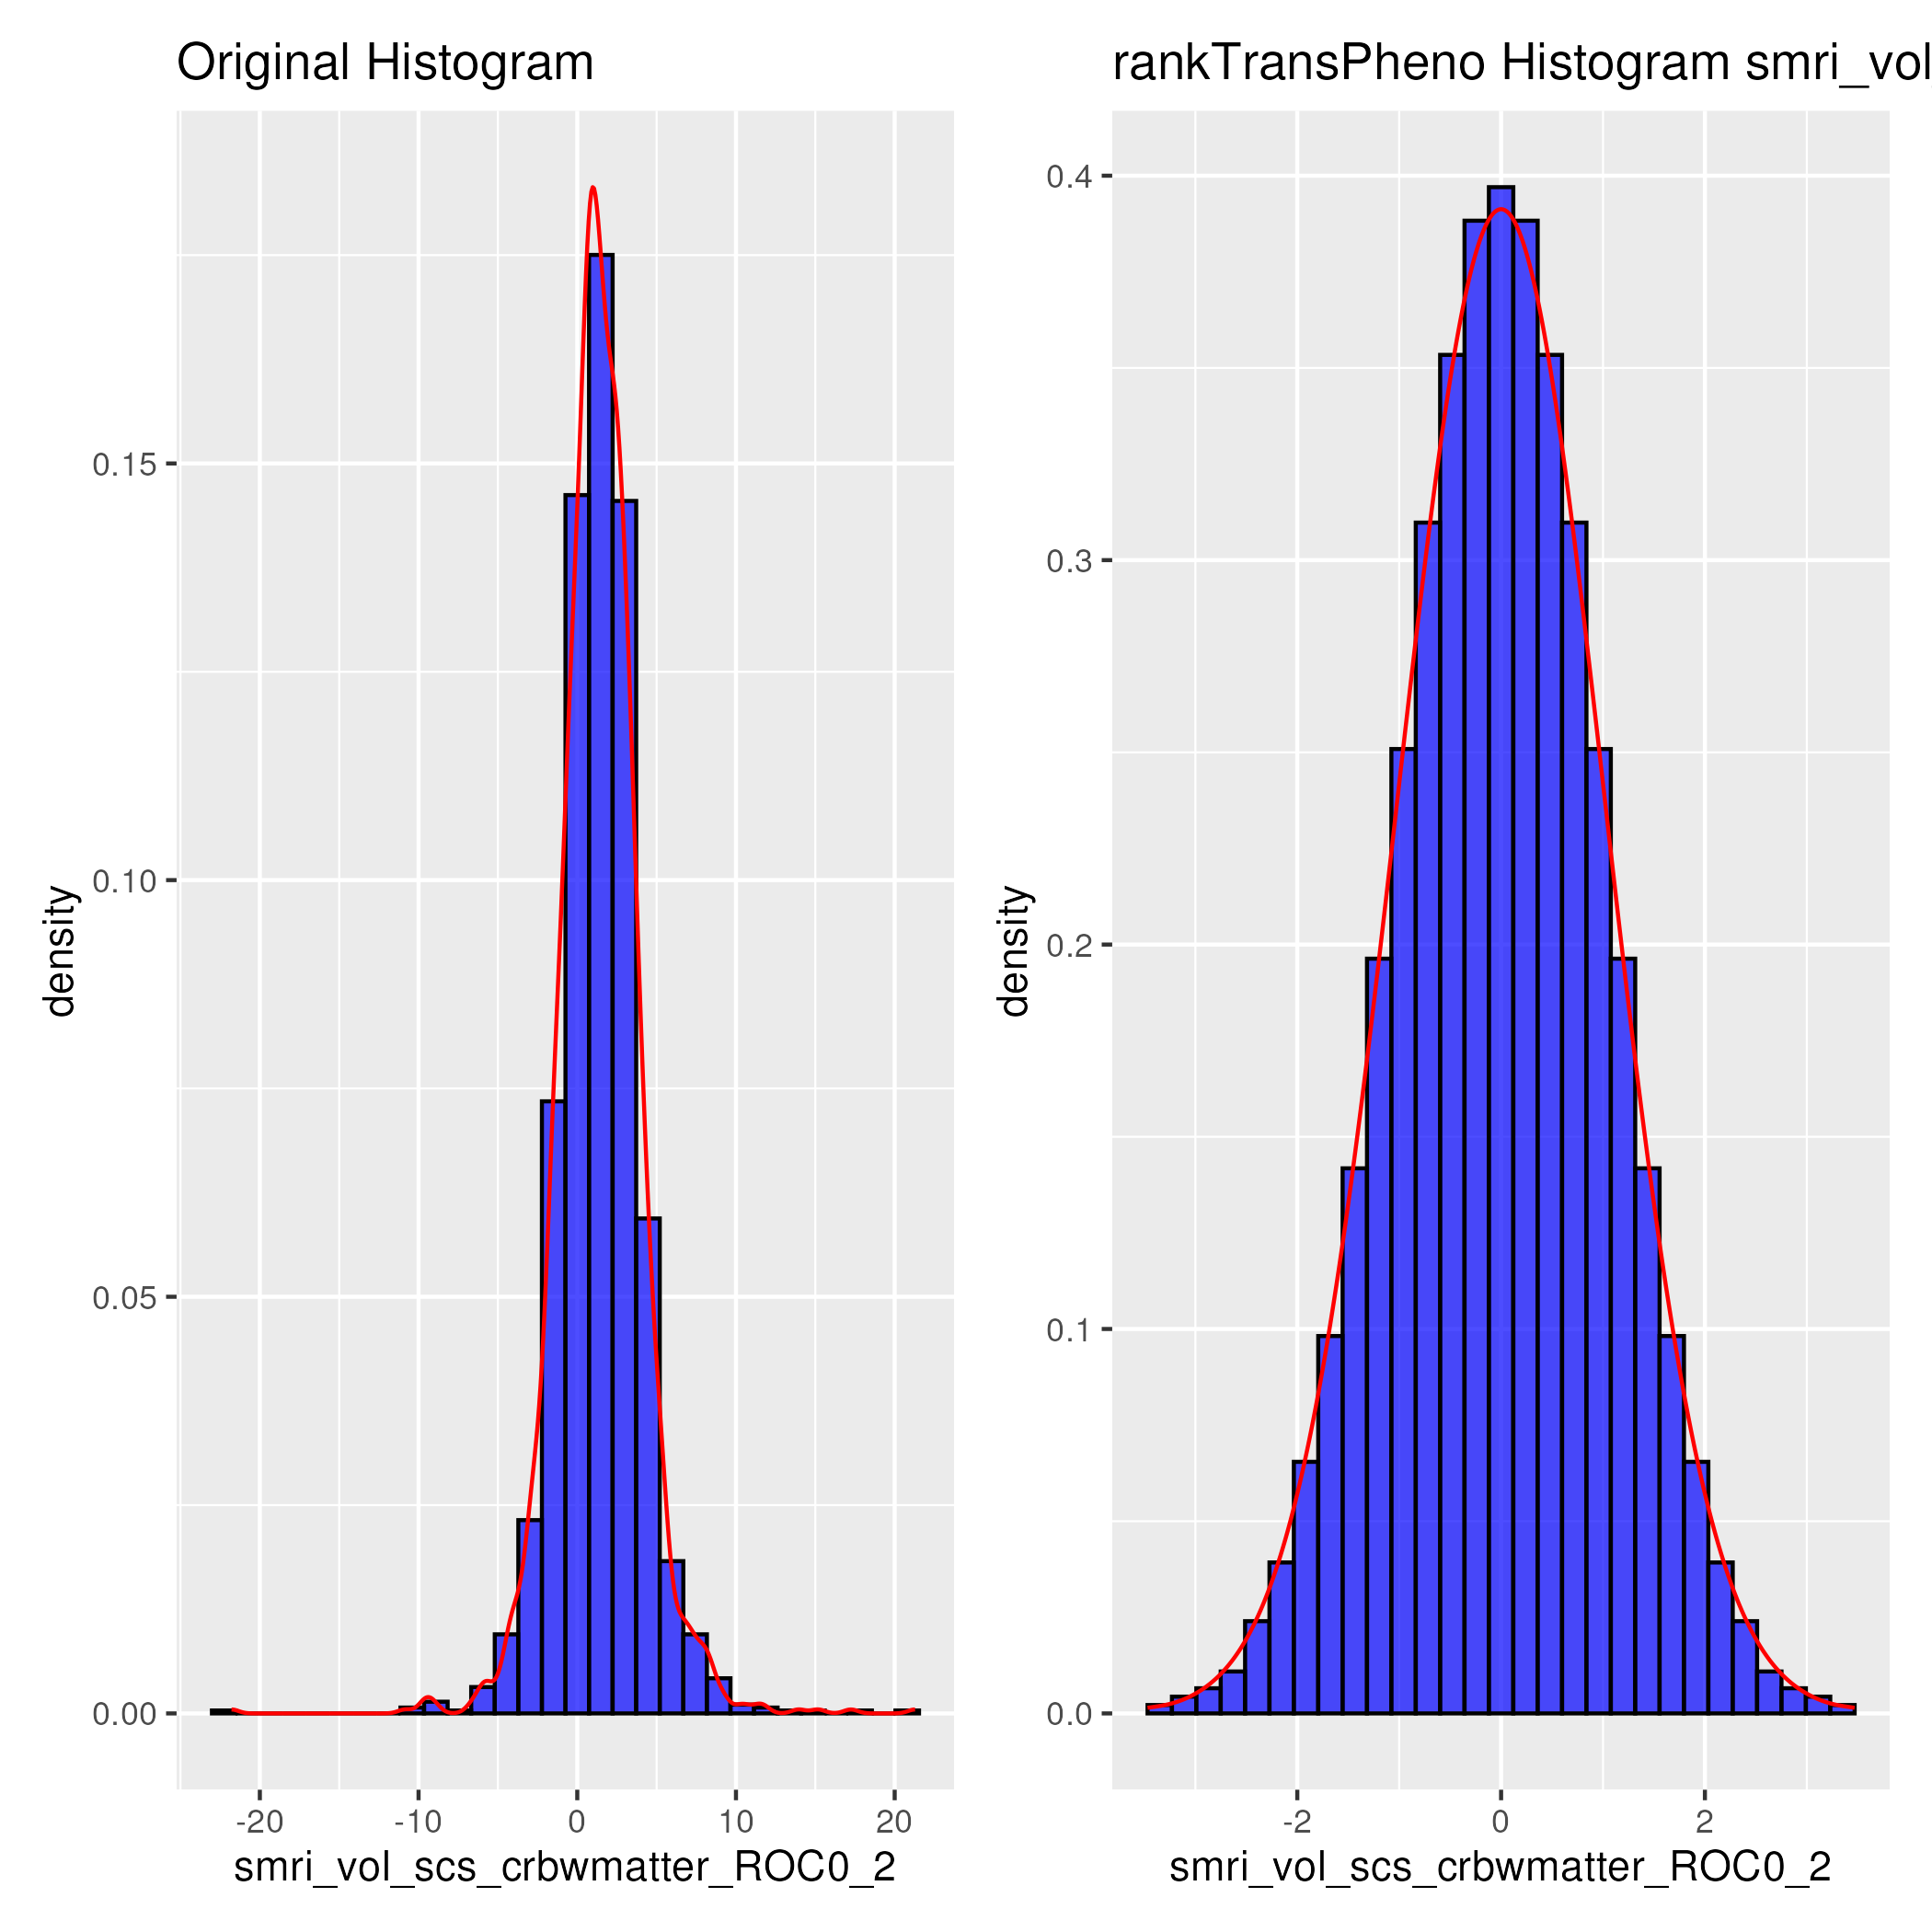 Original Histogram
density
0.15
0.10
0.05
0.00
-20 -10 0 10 20
smri_vol_scs_crbwmatter_ROC0_2
rankTransPheno Histogram smri_vol_
density
0.4
0.3
0.2
0.1
0.0
-2 0 2
smri_vol_scs_crbwmatter_ROC0_2